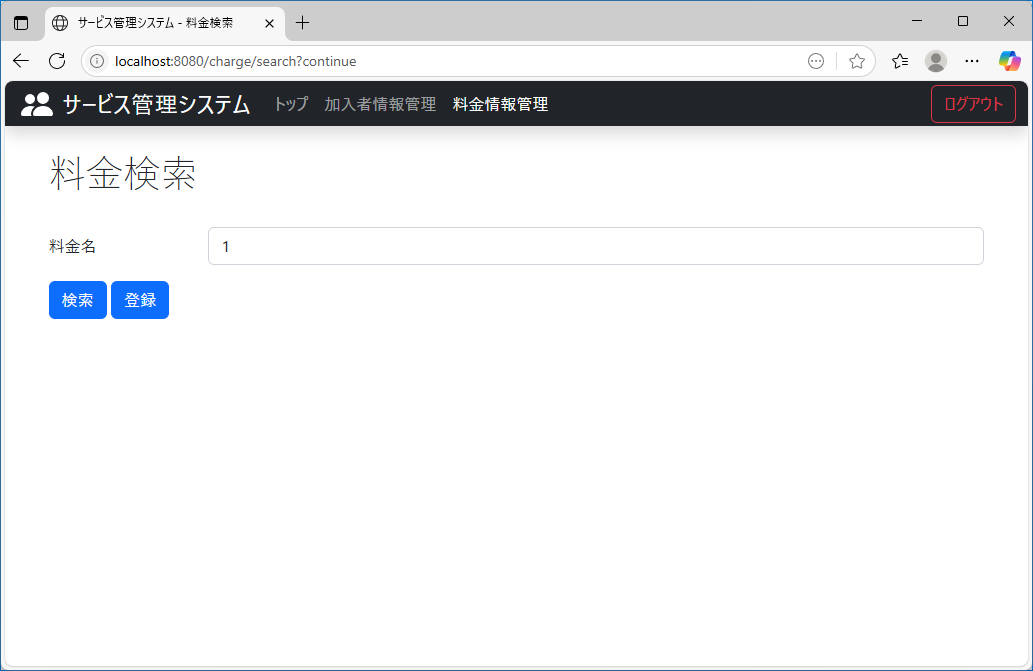 サービス管理システム - 料金検索
localhost:8080/charge/search?continue
サービス管理システム トップ 加入者情報管理 料金情報管理 ログアウト
料金検索
料金名 1
検索 登録